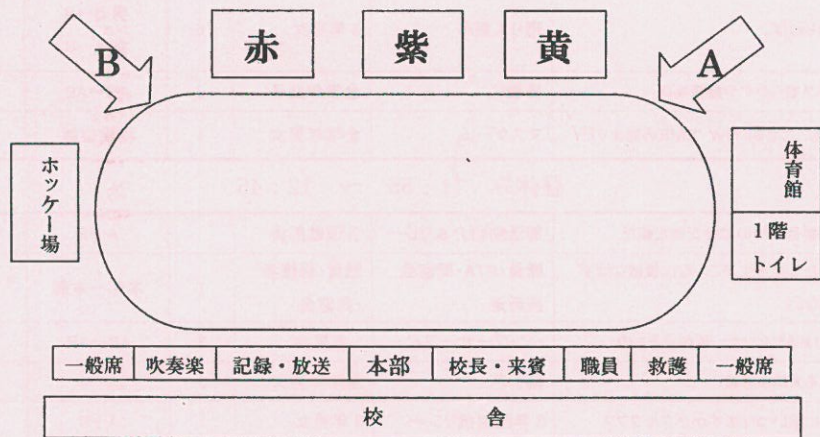 B
赤
紫
黄
A
ホッケー場
体育館
1階
トイレ
一般席 吹奏楽 記録・放送 本部 校長・来賓 職員 救護 一般席
校舎